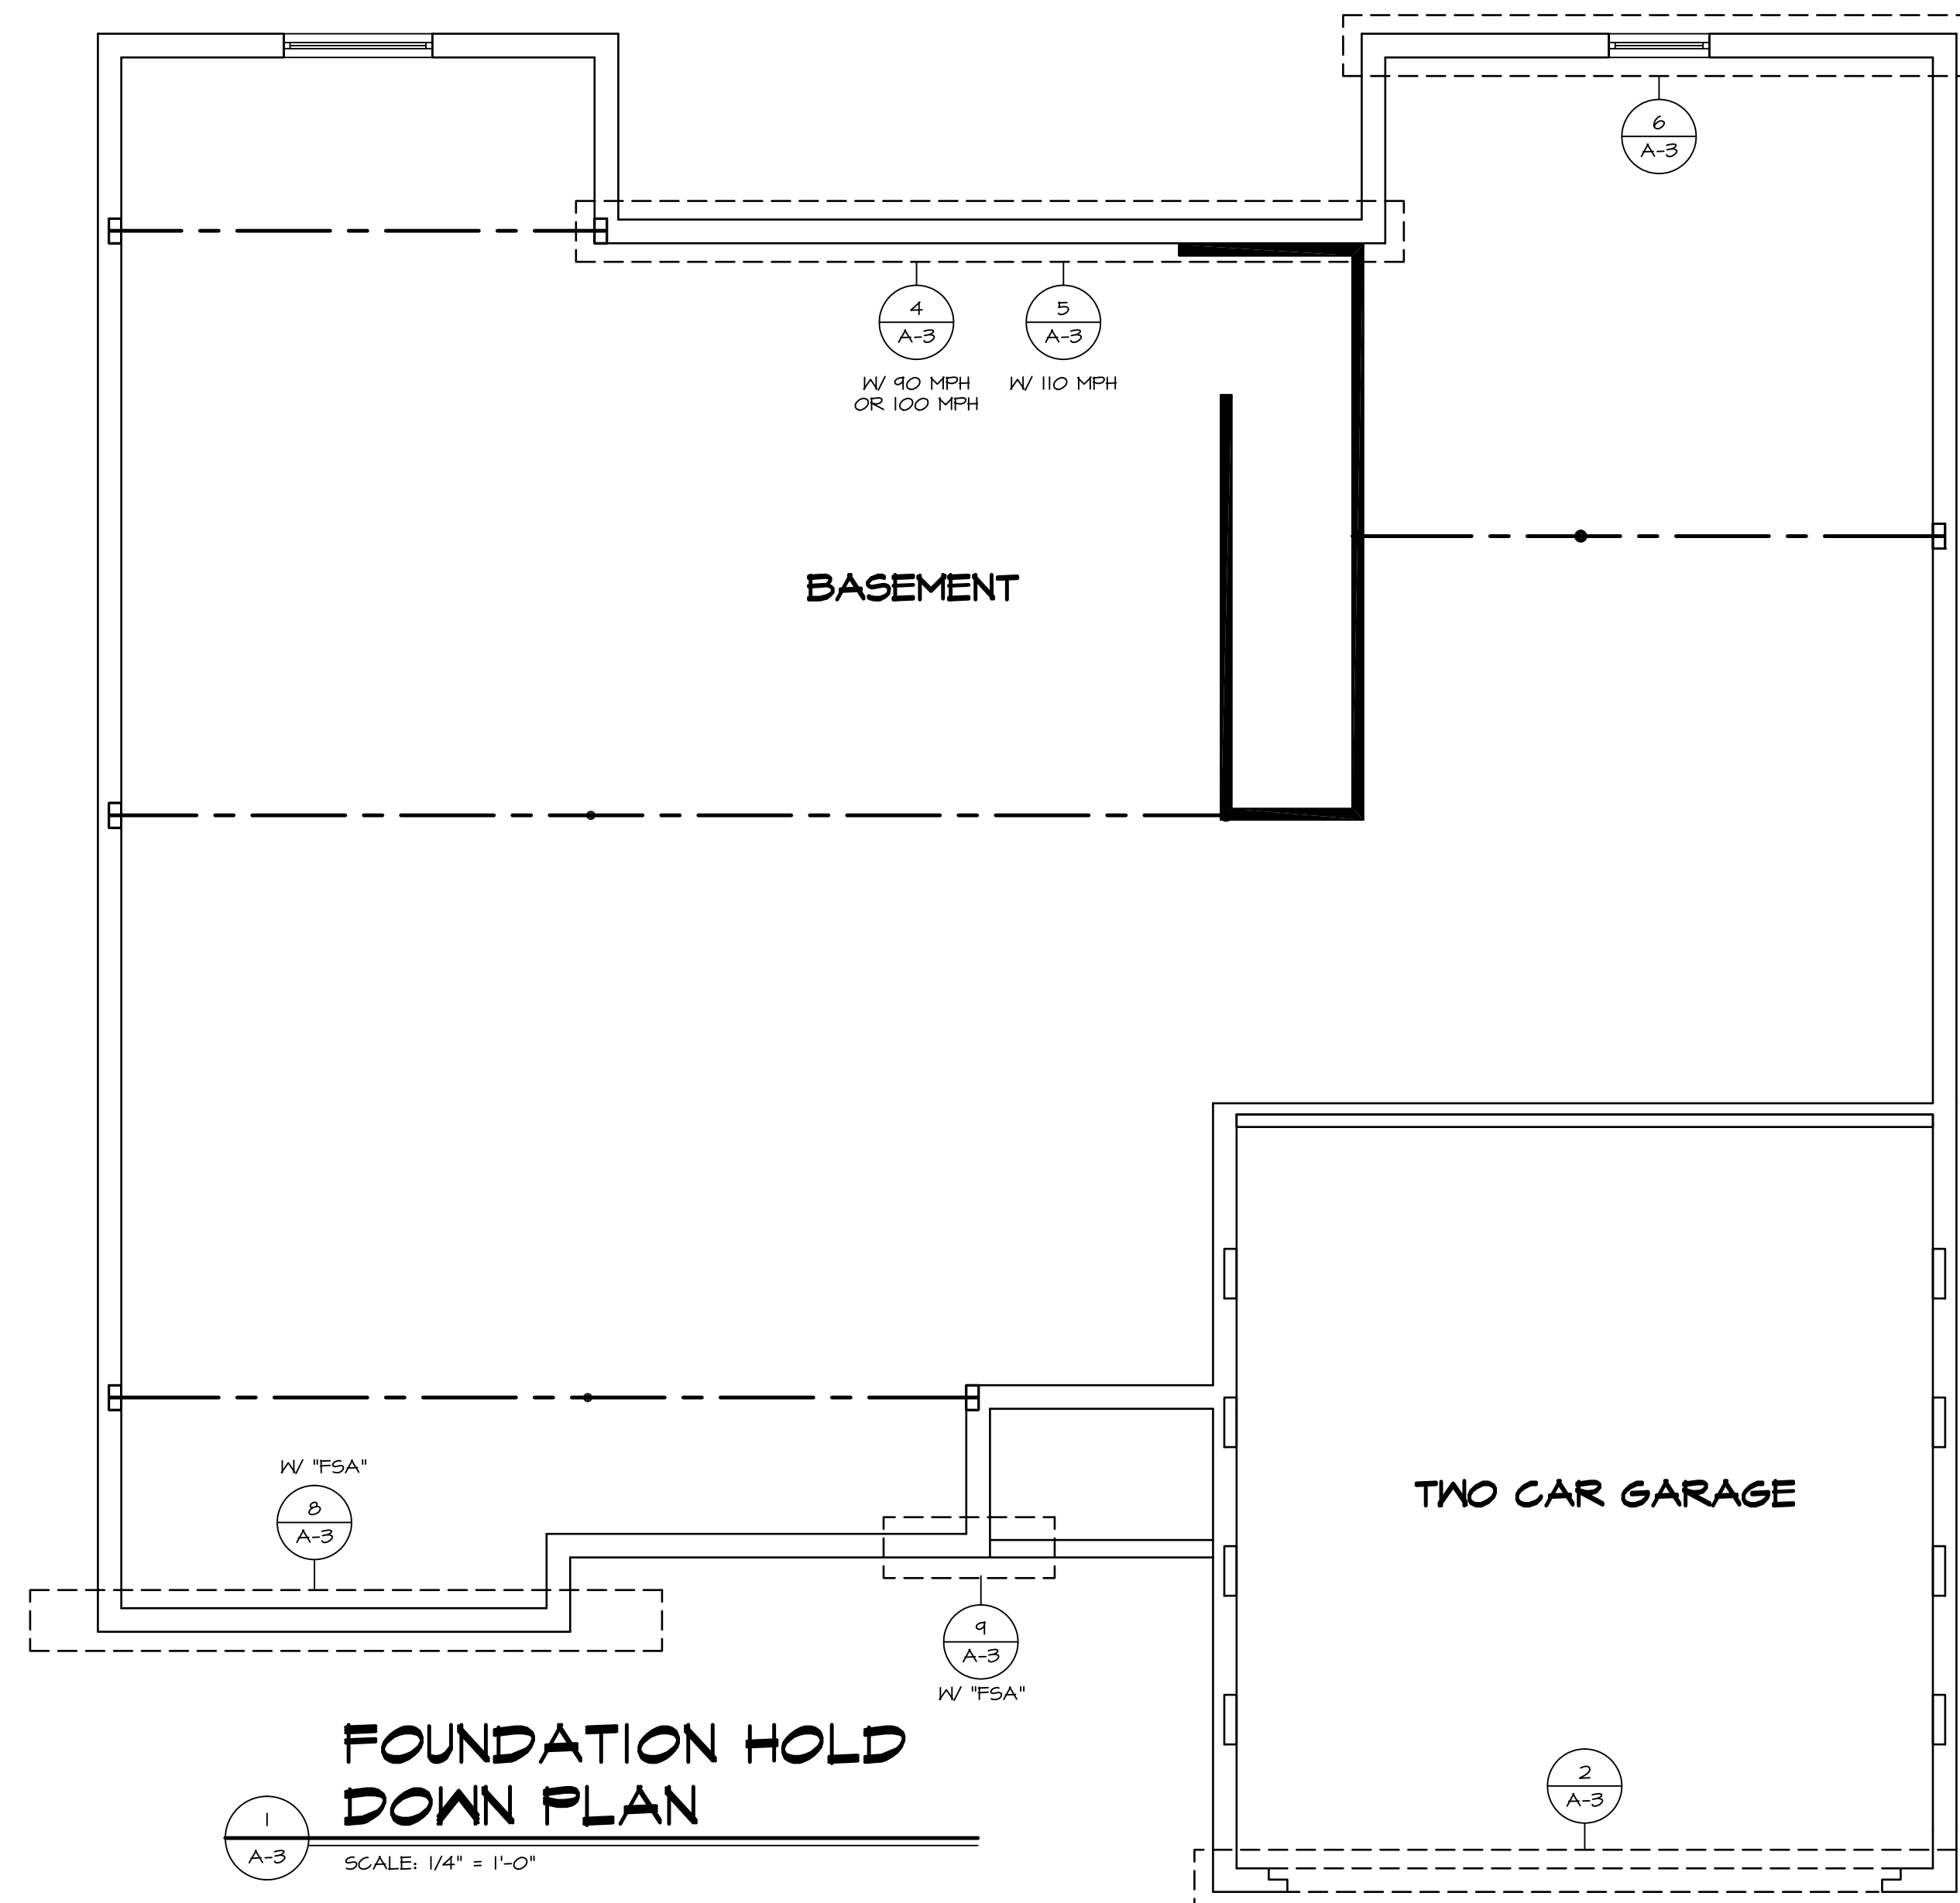 6
A-3
4
A-3
5
A-3
W/ 90 MPH
OR 100 MPH
W/ 110 MPH
BASEMENT
W/ "FSA"
8
A-3
TWO CAR GARAGE
9
A-3
W/ "FSA"
2
A-3
FOUNDATION HOLD
DOWN PLAN
1
A-3
SCALE: 1/4" = 1'-0"